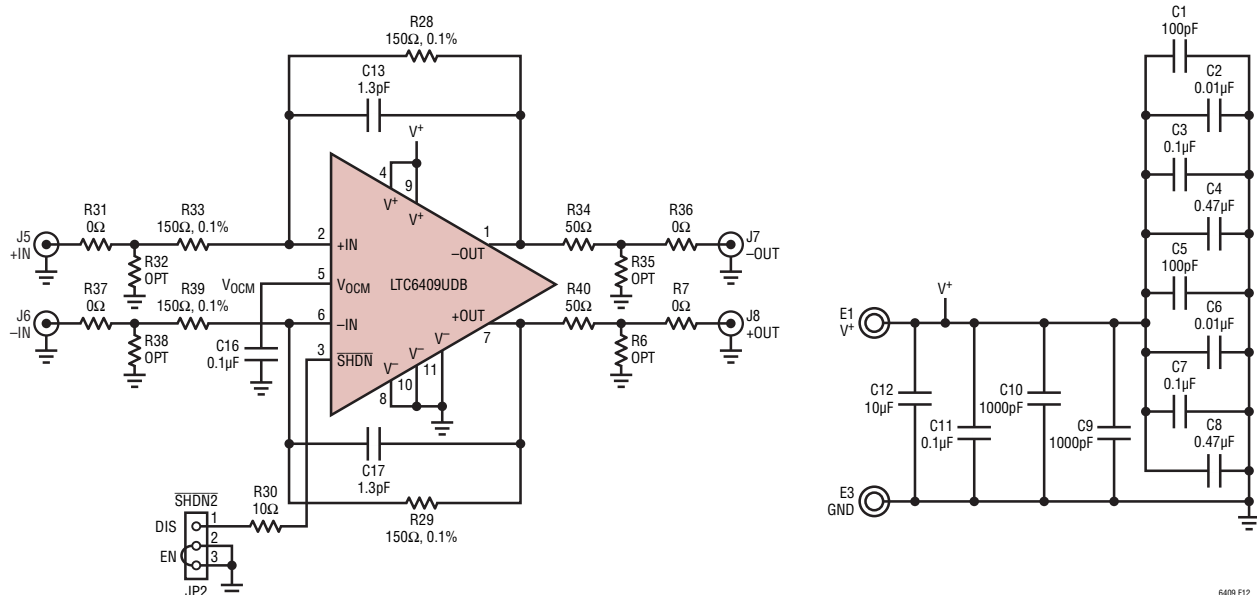 R28
150Ω, 0.1%
C13
1.3pF
V+
4
9
V+
V+
J5
+IN
R31
0Ω
R33
150Ω, 0.1%
R32
OPT
2
+IN
1
–OUT
R34
50Ω
R36
0Ω
R35
OPT
J7
–OUT
VOCM
5
VOCM
LTC6409UDB
J6
–IN
R37
0Ω
R39
150Ω, 0.1%
R38
OPT
6
–IN
+OUT
7
R40
50Ω
R7
0Ω
R6
OPT
J8
+OUT
C16
0.1µF
3
SHDN
V–
V–
V–
8
10
11
C17
1.3pF
R29
150Ω, 0.1%
SHDN2
DIS
EN
1
2
3
JP2
R30
10Ω
C1
100pF
C2
0.01µF
C3
0.1µF
C4
0.47µF
C5
100pF
C6
0.01µF
C7
0.1µF
C8
0.47µF
E1
V+
V+
C12
10µF
C11
0.1µF
C10
1000pF
C9
1000pF
E3
GND
6409 F12